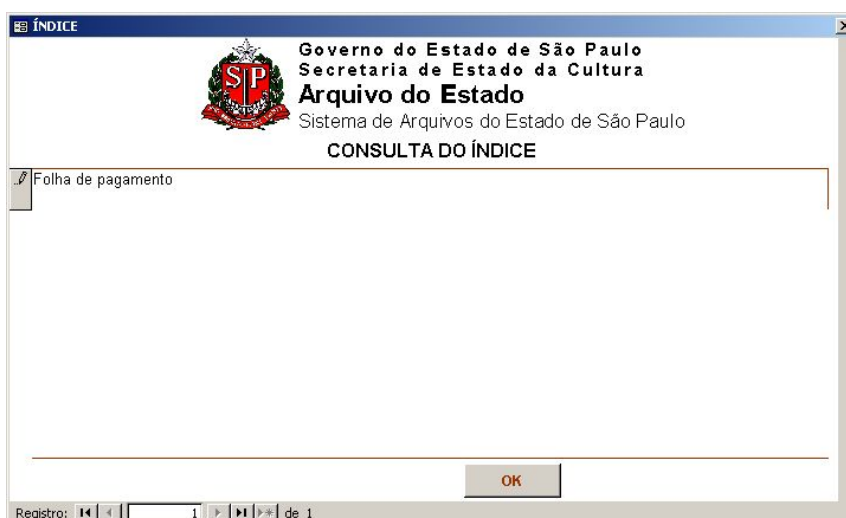 ÍNDICE
Governo do Estado de São Paulo
Secretaria de Estado da Cultura
Arquivo do Estado
Sistema de Arquivos do Estado de São Paulo
CONSULTA DO ÍNDICE
Folha de pagamento
OK
Registro: 1 de 1